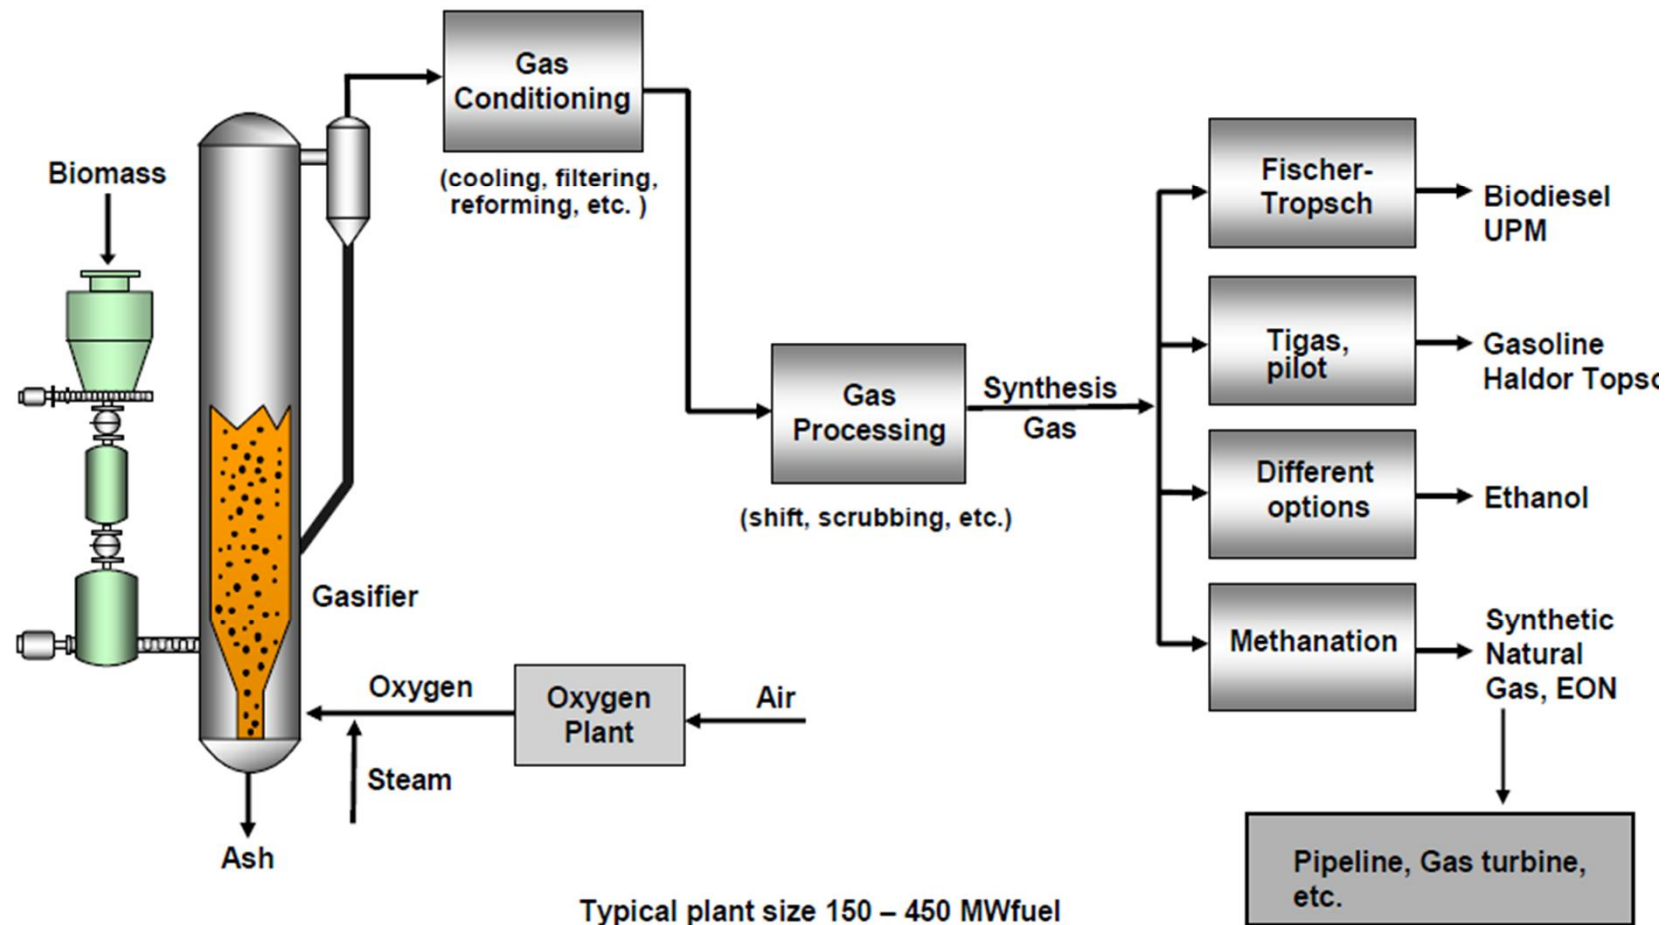 Gas
Conditioning
(cooling, filtering,
reforming, etc. )
Biomass
Gasifier
Oxygen
Steam
Oxygen
Plant
Air
Ash
Gas
Processing
(shift, scrubbing, etc.)
Synthesis
Gas
Fischer-
Tropsch
Biodiesel
UPM
Tigas,
pilot
Gasoline
Haldor
Different
options
Ethanol
Methanation
Synthetic
Natural
Gas, EON
Pipeline, Gas turbine,
etc.
Typical plant size 150 – 450 MWfuel